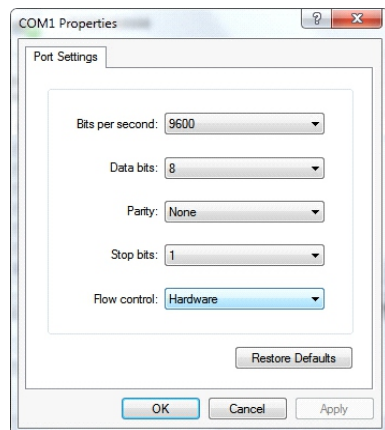 COM1 Properties
Port Settings
Bits per second: 9600
Data bits: 8
Parity: None
Stop bits: 1
Flow control: Hardware
Restore Defaults
OK Cancel Apply